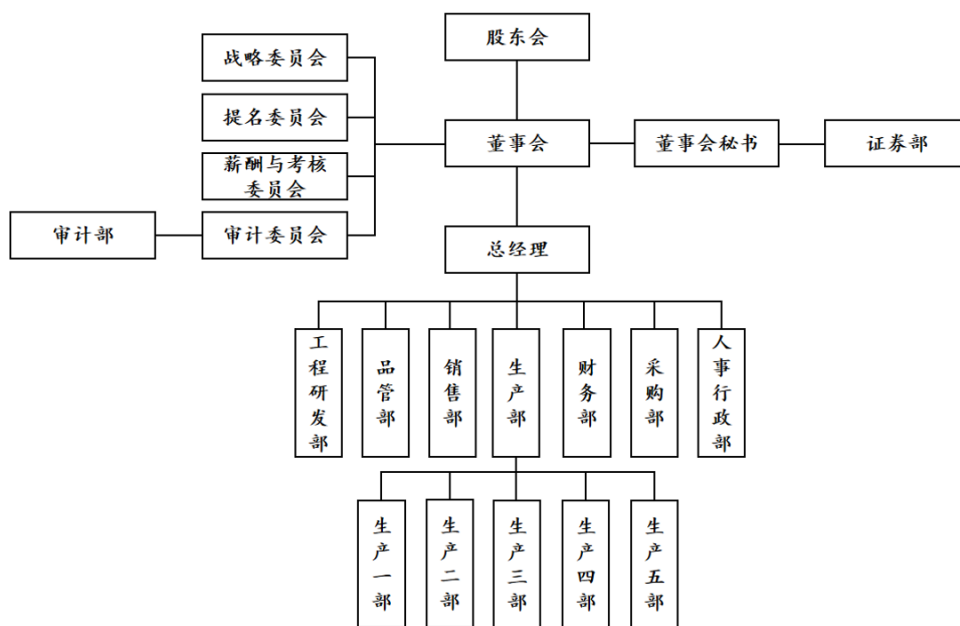 股东会
战略委员会
提名委员会
董事会
董事会秘书
证券部
薪酬与考核
委员会
审计部
审计委员会
总经理
工程研发部
品管部
销售部
生产部
财务部
采购部
人事行政部
生产一部
生产二部
生产三部
生产四部
生产五部